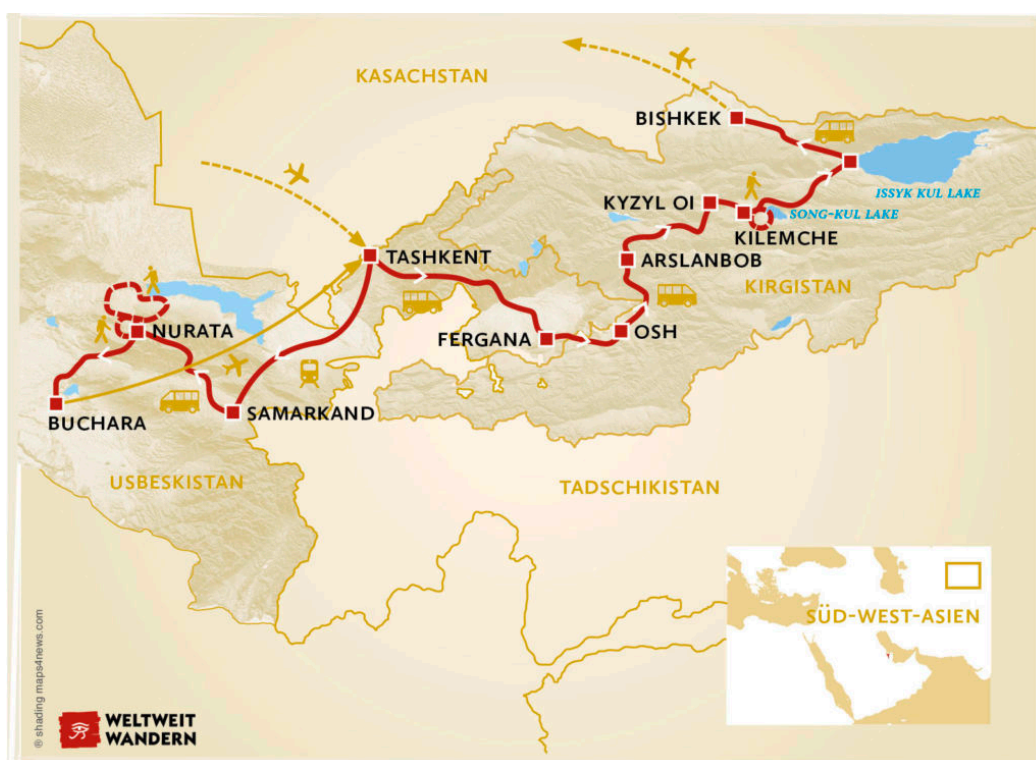 KASACHSTAN
BISHKEK
ISSYK KUL LAKE
KYZYL OI
SONG-KUL LAKE
KILEMCHE
TASHKENT
ARSLANBOB
KIRGISTAN
NURATA
FERGANA
OSH
BUCHARA
SAMARKAND
USBESKISTAN
TADSCHIKISTAN
SÜD-WEST-ASIEN
® shading maps4news.com
WELTWEIT
WANDERN